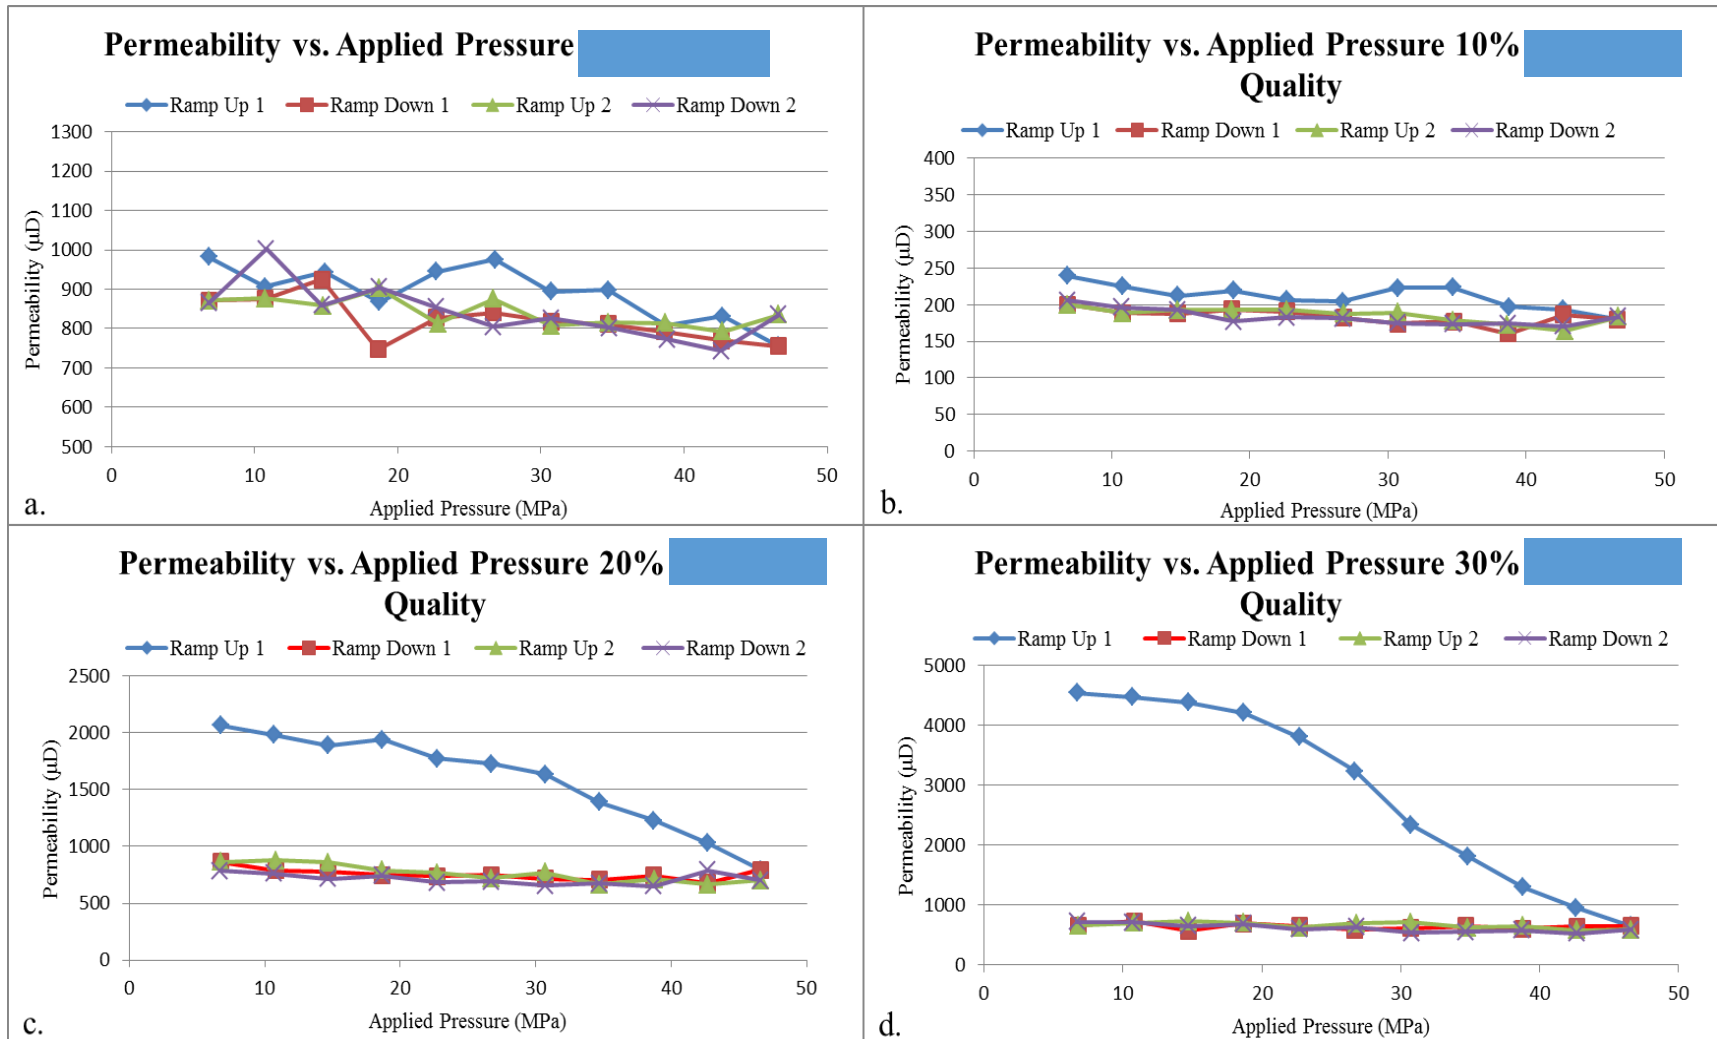 Permeability vs. Applied Pressure
Ramp Up 1 Ramp Down 1 Ramp Up 2 Ramp Down 2
1300
1200
1100
1000
900
800
700
600
500
0 10 20 30 40 50
Permeability (µD)
Applied Pressure (MPa)
a.
Permeability vs. Applied Pressure 10%
Quality
Ramp Up 1 Ramp Down 1 Ramp Up 2 Ramp Down 2
400
350
300
250
200
150
100
50
0
0 10 20 30 40 50
Permeability (µD)
Applied Pressure (MPa)
b.
Permeability vs. Applied Pressure 20%
Quality
Ramp Up 1 Ramp Down 1 Ramp Up 2 Ramp Down 2
2500
2000
1500
1000
500
0
0 10 20 30 40 50
Permeability (µD)
Applied Pressure (MPa)
c.
Permeability vs. Applied Pressure 30%
Quality
Ramp Up 1 Ramp Down 1 Ramp Up 2 Ramp Down 2
5000
4000
3000
2000
1000
0
0 10 20 30 40 50
Permeability (µD)
Applied Pressure (MPa)
d.